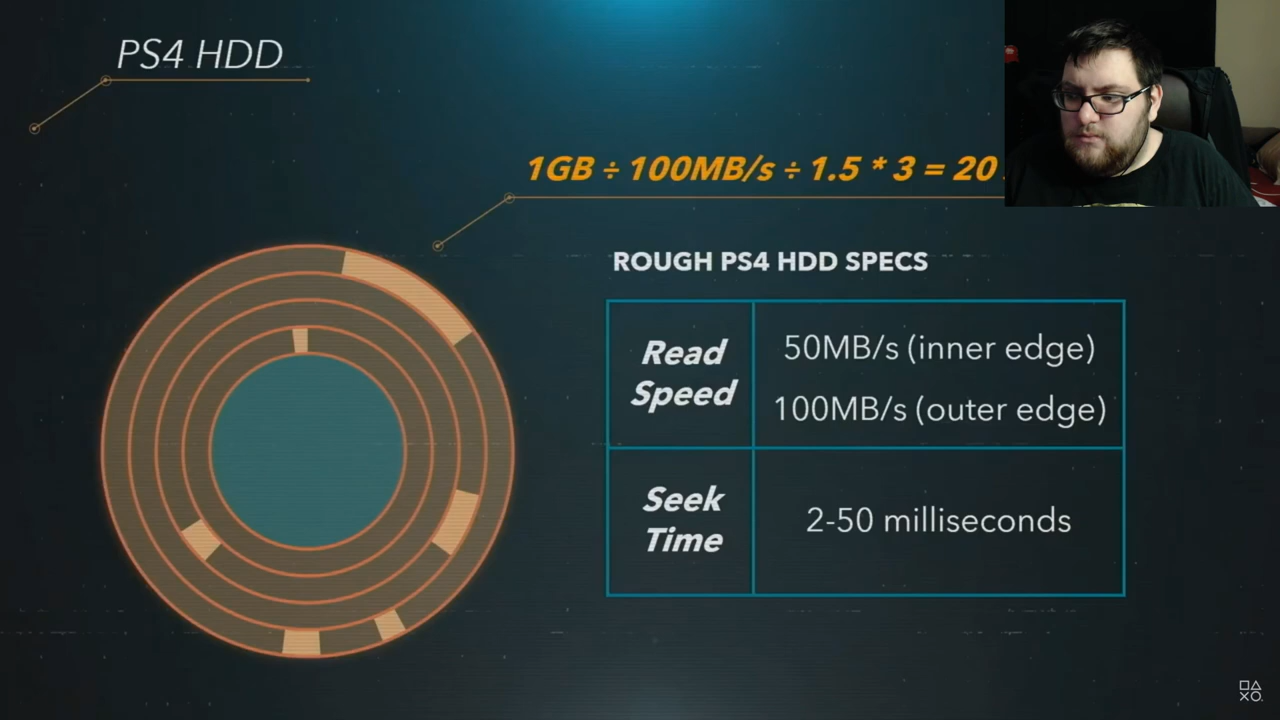 PS4 HDD
1GB ÷ 100MB/s ÷ 1.5 * 3 = 20
ROUGH PS4 HDD SPECS
Read
Speed
50MB/s (inner edge)
100MB/s (outer edge)
Seek
Time
2-50 milliseconds